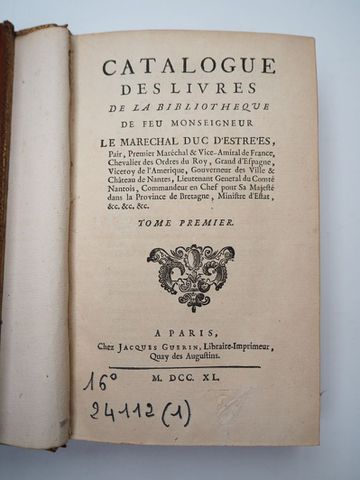 CATALOGUE
DES LIVRES
DE LA BIBLIOTHEQUE
DE FEU MONSEIGNEUR
LE MARECHAL DUC D'ESTRE'ES,
Pair, Premier Maréchal & Vice-Amiral de France,
Chevalier des Ordres du Roy, Grand d'Espagne,
Viceroy de l'Amerique, Gouverneur des Ville &
Château de Nantes, Lieutenant General du Comté
Nantois, Commandeur en Chef pour Sa Majesté
dans la Province de Bretagne, Ministre d'Estat,
&c. &c. &c.
TOME PREMIER.
A PARIS,
Chez JACQUES GUERIN, Libraire-Imprimeur,
Quay des Augustins.
M. DCC. XL.
16°
24112 (1)